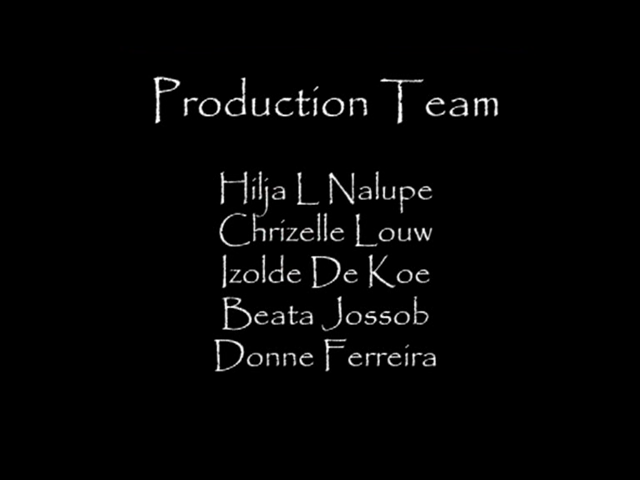 Production Team
Hilja L Nalupe
Chrizelle Louw
Izolde De Koe
Beata Jossob
Donne Ferreira